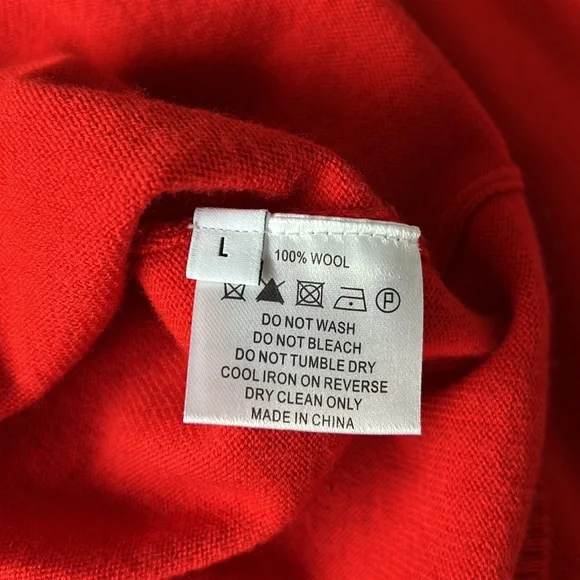 L
100% WOOL
P
DO NOT WASH
DO NOT BLEACH
DO NOT TUMBLE DRY
COOL IRON ON REVERSE
DRY CLEAN ONLY
MADE IN CHINA